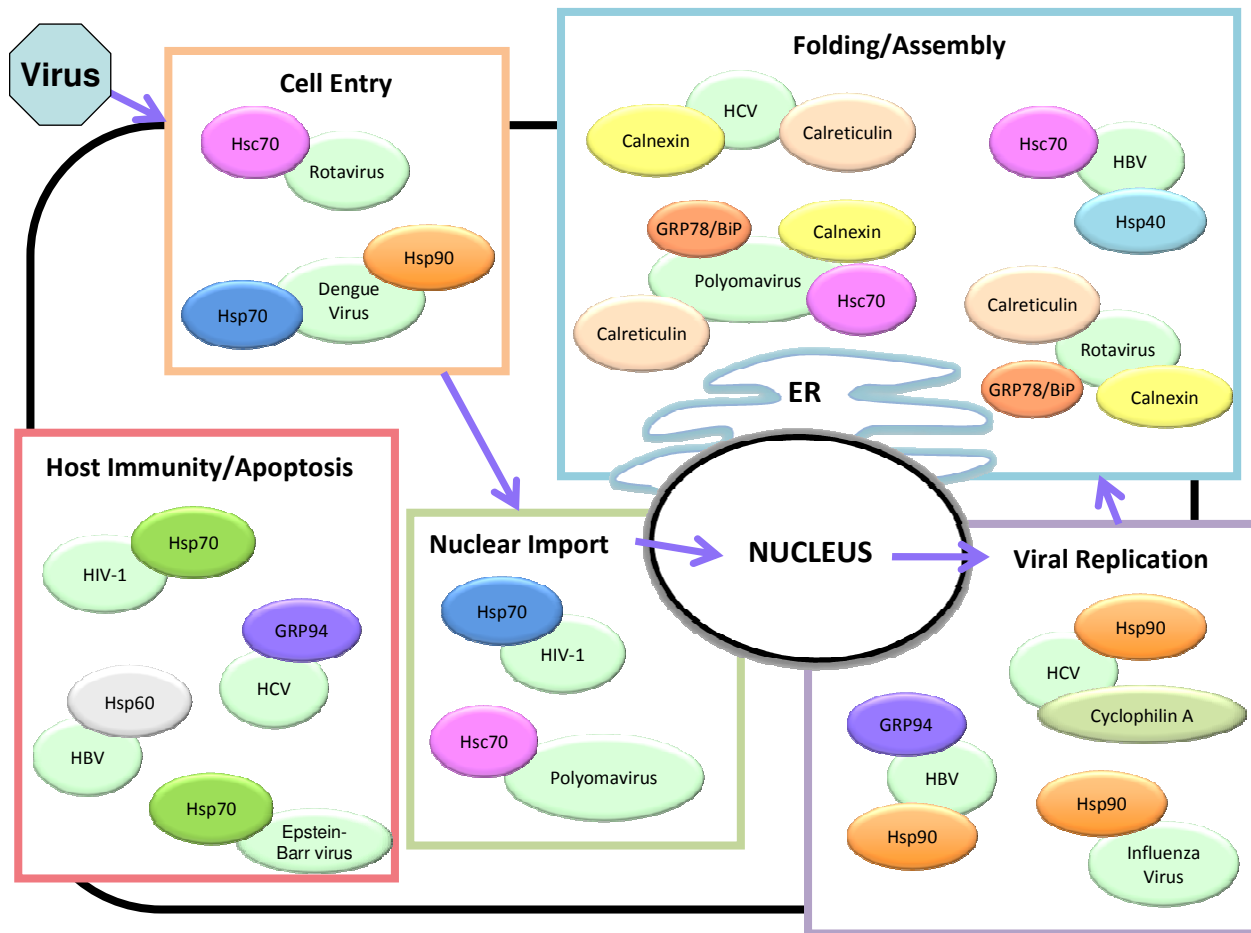 Virus
Cell Entry
Hsc70
Rotavirus
Hsp90
Dengue
Virus
Hsp70
Folding/Assembly
HCV
Calnexin
Calreticulin
Hsc70
HBV
Hsp40
GRP78/BiP
Calnexin
Polyomavirus
Hsc70
Calreticulin
Calreticulin
Rotavirus
GRP78/BiP
Calnexin
ER
Host Immunity/Apoptosis
Hsp70
HIV-1
GRP94
HCV
Hsp60
HBV
Hsp70
Epstein-
Barr virus
Nuclear Import
Hsp70
HIV-1
Hsc70
Polyomavirus
NUCLEUS
Viral Replication
Hsp90
HCV
Cyclophilin A
GRP94
HBV
Hsp90
Hsp90
Influenza
Virus